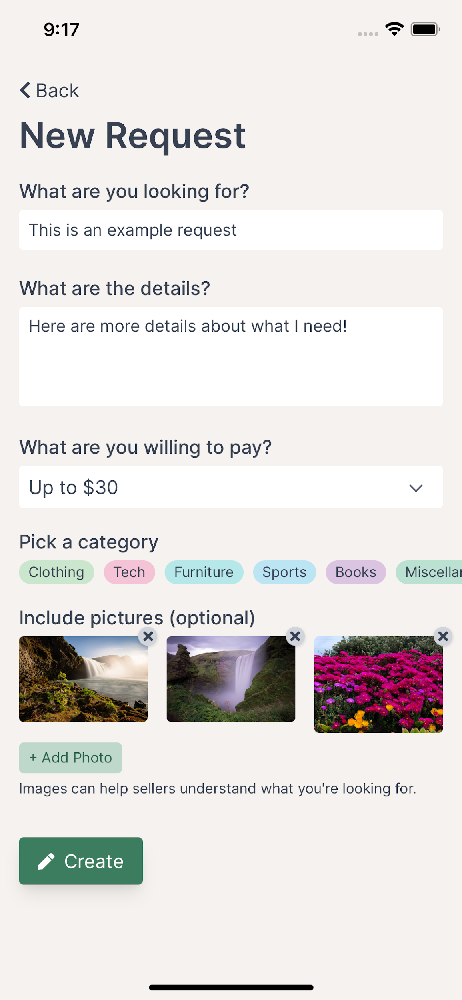 9:17
Back
New Request
What are you looking for?
This is an example request
What are the details?
Here are more details about what I need!
What are you willing to pay?
Up to $30
Pick a category
Clothing Tech Furniture Sports Books Miscellan
Include pictures (optional)
+ Add Photo
Images can help sellers understand what you're looking for.
Create